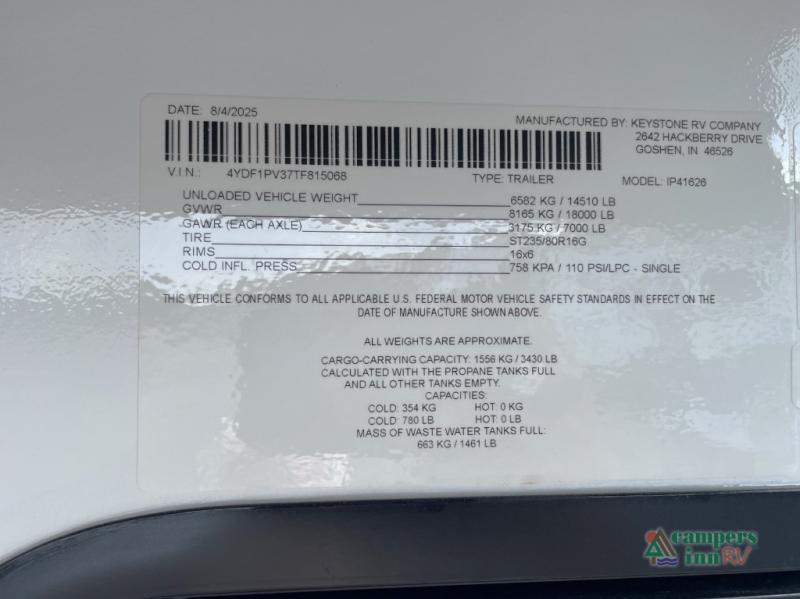 DATE: 8/4/2025
MANUFACTURED BY: KEYSTONE RV COMPANY
2642 HACKBERRY DRIVE
GOSHEN, IN 46526
V.I.N.: 4YDF1PV37TF815068 TYPE: TRAILER MODEL: IP41626
UNLOADED VEHICLE WEIGHT 6582 KG / 14510 LB
GVWR 8165 KG / 18000 LB
GAWR (EACH AXLE) 3175 KG / 7000 LB
TIRE ST235/80R16G
RIMS 16x6
COLD INFL. PRESS 758 KPA / 110 PSI/LPC - SINGLE
THIS VEHICLE CONFORMS TO ALL APPLICABLE U.S. FEDERAL MOTOR VEHICLE SAFETY STANDARDS IN EFFECT ON THE
DATE OF MANUFACTURE SHOWN ABOVE.
ALL WEIGHTS ARE APPROXIMATE.
CARGO-CARRYING CAPACITY: 1556 KG / 3430 LB
CALCULATED WITH THE PROPANE TANKS FULL
AND ALL OTHER TANKS EMPTY.
CAPACITIES:
COLD: 354 KG HOT: 0 KG
COLD: 780 LB HOT: 0 LB
MASS OF WASTE WATER TANKS FULL:
663 KG / 1461 LB
campers
inn RV